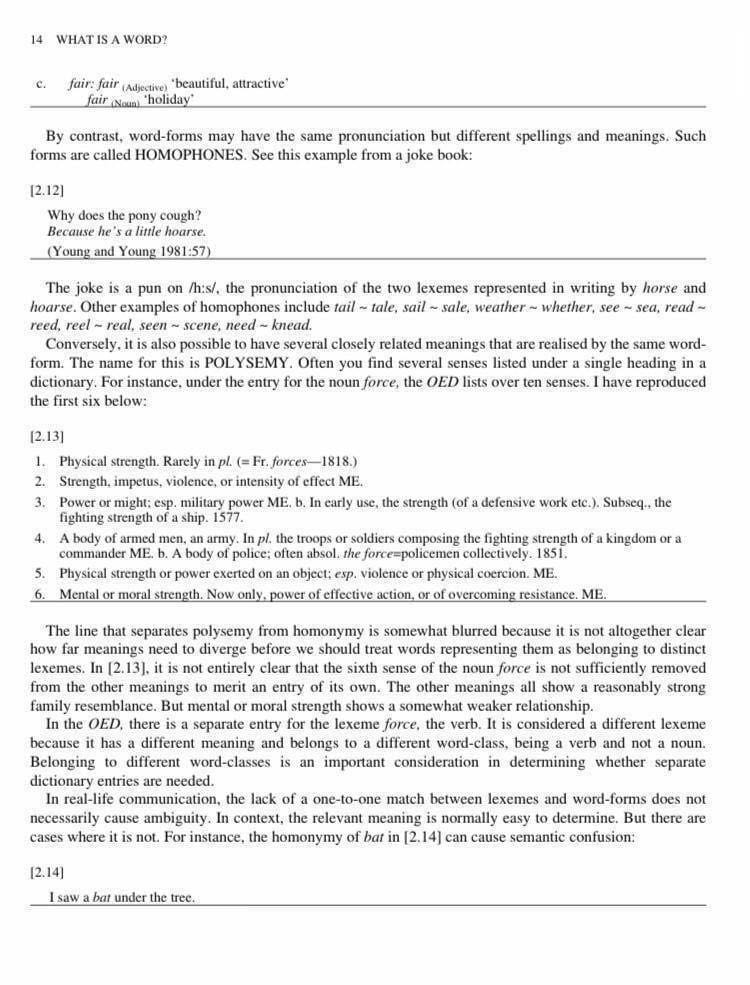 14 WHAT IS A WORD?
c. fair: fair (Adjective) ‘beautiful, attractive’
fair (Noun) ‘holiday’
By contrast, word-forms may have the same pronunciation but different spellings and meanings. Such
forms are called HOMOPHONES. See this example from a joke book:
[2.12]
Why does the pony cough?
Because he’s a little hoarse.
(Young and Young 1981:57)
The joke is a pun on /h:s/, the pronunciation of the two lexemes represented in writing by horse and
hoarse. Other examples of homophones include tail ~ tale, sail ~ sale, weather ~ whether, see ~ sea, read ~
reed, reel ~ real, seen ~ scene, need ~ knead.
Conversely, it is also possible to have several closely related meanings that are realised by the same word-
form. The name for this is POLYSEMY. Often you find several senses listed under a single heading in a
dictionary. For instance, under the entry for the noun force, the OED lists over ten senses. I have reproduced
the first six below:
[2.13]
1. Physical strength. Rarely in pl. (= Fr. forces—1818.)
2. Strength, impetus, violence, or intensity of effect ME.
3. Power or might; esp. military power ME. b. In early use, the strength (of a defensive work etc.). Subseq., the
fighting strength of a ship. 1577.
4. A body of armed men, an army. In pl. the troops or soldiers composing the fighting strength of a kingdom or a
commander ME. b. A body of police; often absol. the force=policemen collectively. 1851.
5. Physical strength or power exerted on an object; esp. violence or physical coercion. ME.
6. Mental or moral strength. Now only, power of effective action, or of overcoming resistance. ME.
The line that separates polysemy from homonymy is somewhat blurred because it is not altogether clear
how far meanings need to diverge before we should treat words representing them as belonging to distinct
lexemes. In [2.13], it is not entirely clear that the sixth sense of the noun force is not sufficiently removed
from the other meanings to merit an entry of its own. The other meanings all show a reasonably strong
family resemblance. But mental or moral strength shows a somewhat weaker relationship.
In the OED, there is a separate entry for the lexeme force, the verb. It is considered a different lexeme
because it has a different meaning and belongs to a different word-class, being a verb and not a noun.
Belonging to different word-classes is an important consideration in determining whether separate
dictionary entries are needed.
In real-life communication, the lack of a one-to-one match between lexemes and word-forms does not
necessarily cause ambiguity. In context, the relevant meaning is normally easy to determine. But there are
cases where it is not. For instance, the homonymy of bat in [2.14] can cause semantic confusion:
[2.14]
I saw a bat under the tree.